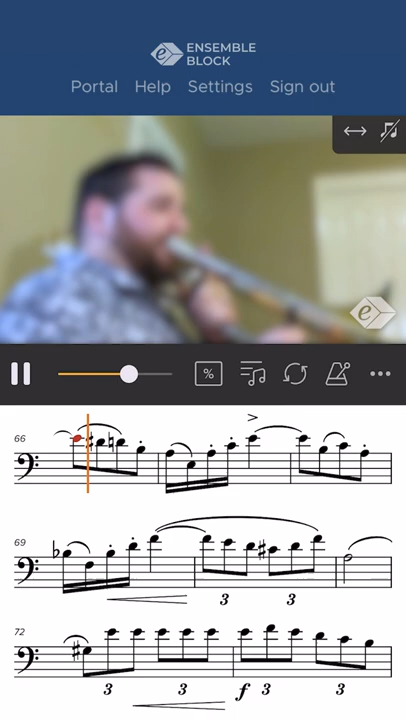 ENSEMBLE
BLOCK
Portal Help Settings Sign out
%
66
69
3 3
72
3 3 f 3 3